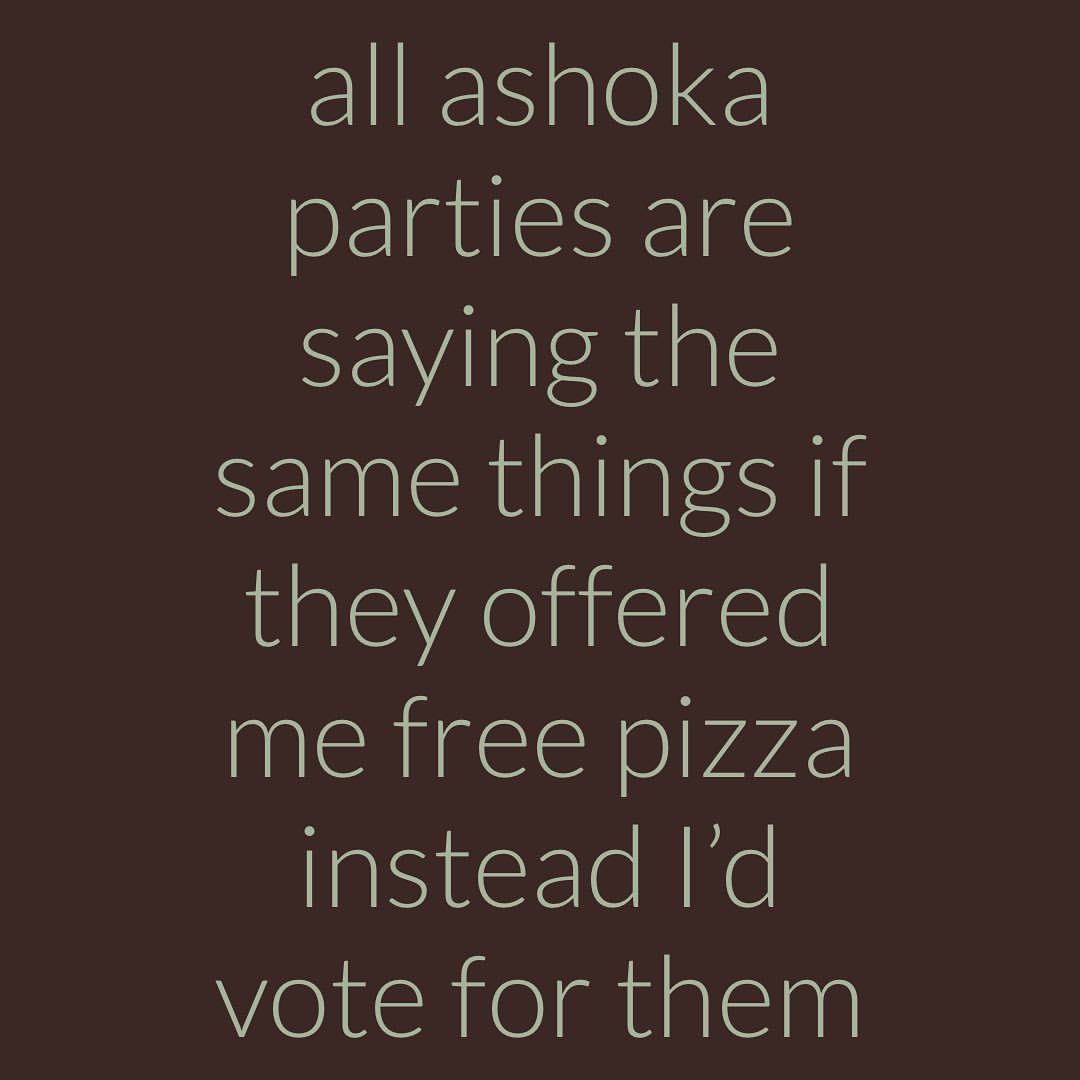 all ashoka
parties are
saying the
same things if
they offered
me free pizza
instead I’d
vote for them